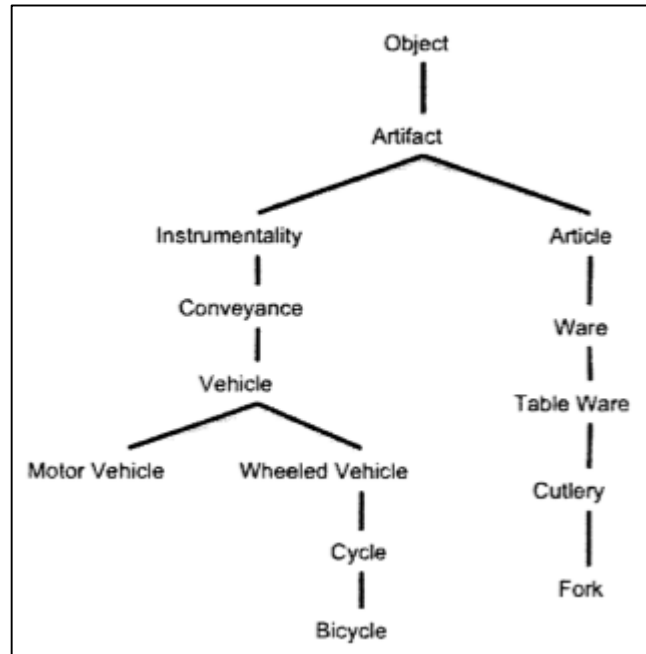 Object
Artifact
Instrumentality Article
Conveyance
Ware
Vehicle
Table Ware
Motor Vehicle Wheeled Vehicle
Cutlery
Cycle
Fork
Bicycle